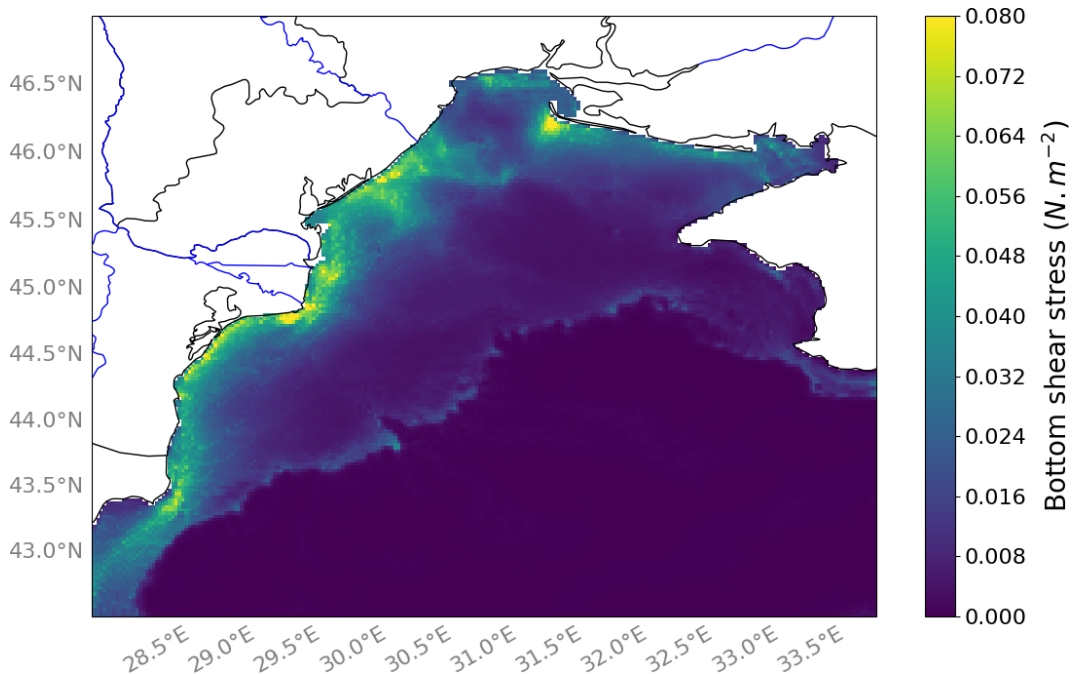 46.5°N
46.0°N
45.5°N
45.0°N
44.5°N
44.0°N
43.5°N
43.0°N
28.5°E
29.0°E
29.5°E
30.0°E
30.5°E
31.0°E
31.5°E
32.0°E
32.5°E
33.0°E
33.5°E
0.080
0.072
0.064
0.056
0.048
0.040
0.032
0.024
0.016
0.008
0.000
Bottom shear stress (N.m⁻²)